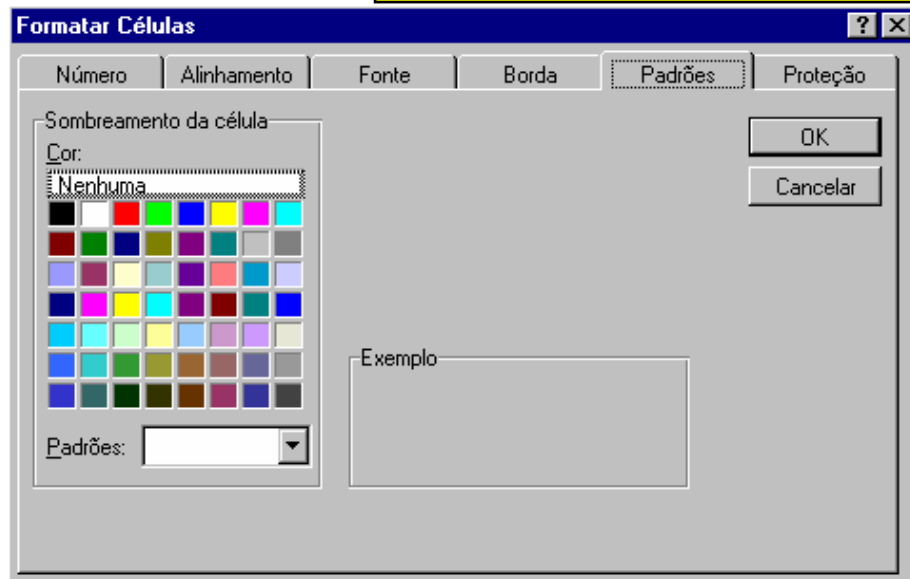 Formatar Células
Número Alinhamento Fonte Borda Padrões Proteção
Sombreamento da célula
Cor:
Nenhuma
OK
Cancelar
Exemplo
Padrões: